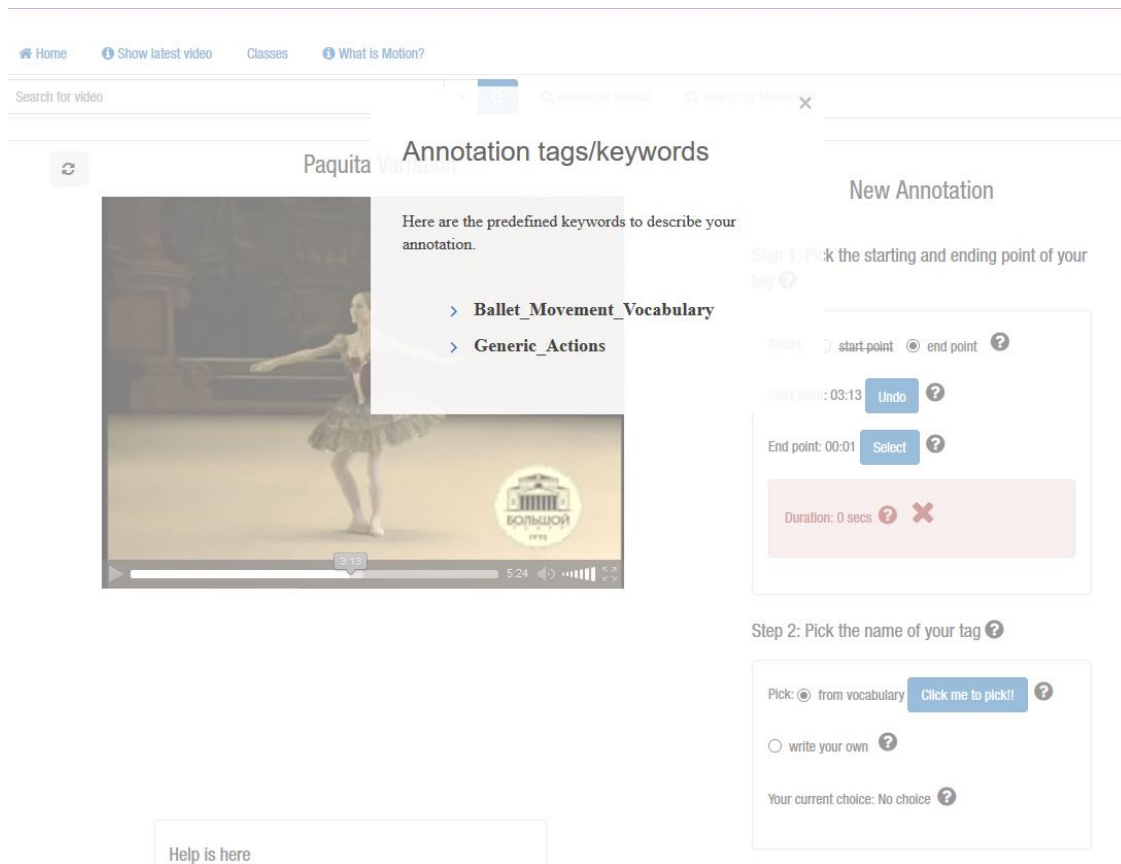 Home Show latest video Classes What is Motion?
Search for video Advanced Search
×
Annotation tags/keywords
Paquita Variation
New Annotation
Here are the predefined keywords to describe your
annotation.
Step 1: Pick the starting and ending point of your
tag
Ballet_Movement_Vocabulary
Generic_Actions
Select: start point end point
Start point: 03:13 Undo
End point: 00:01 Select
БОЛЬШОЙ
Duration: 0 secs
3:13
5:24
Step 2: Pick the name of your tag
Pick: from vocabulary Click me to pick!!
write your own
Your current choice: No choice
Help is here